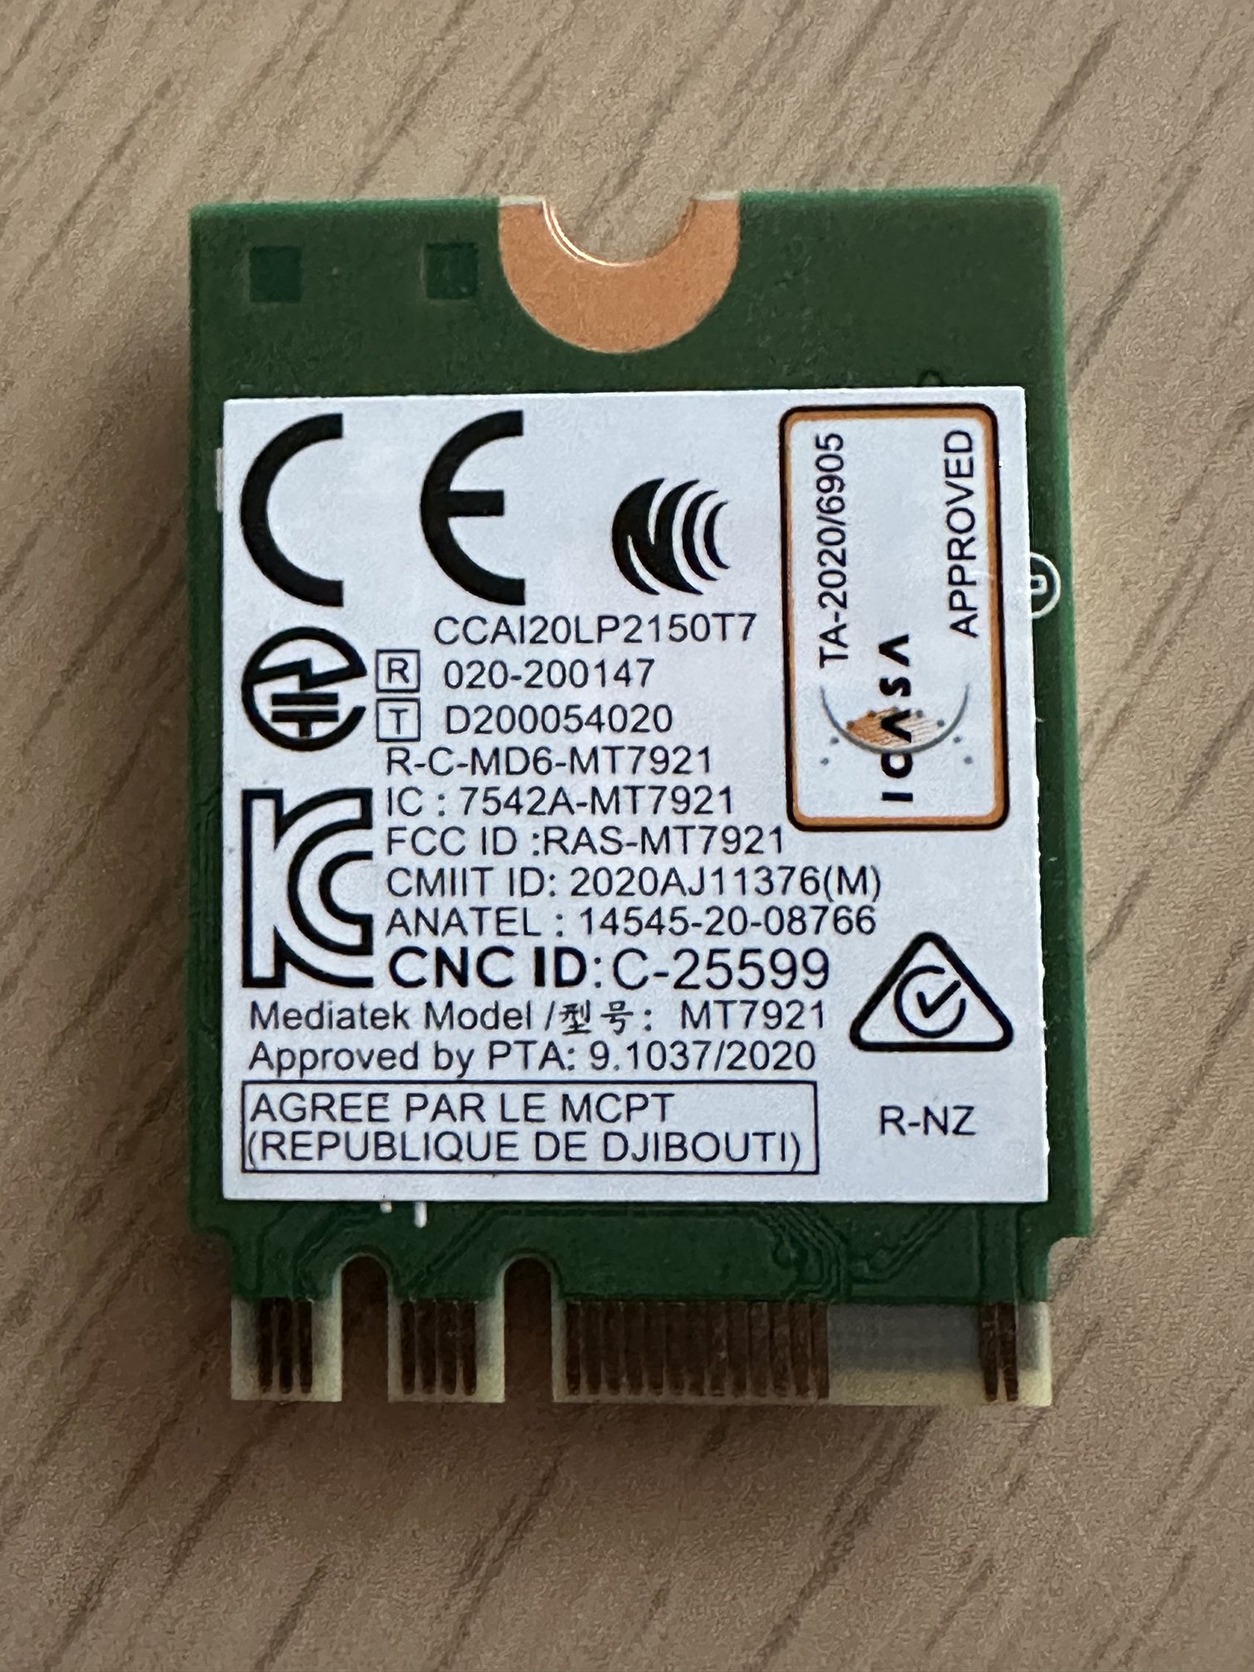 CE
CCAI20LP2150T7
R 020-200147
T D200054020
R-C-MD6-MT7921
IC : 7542A-MT7921
FCC ID :RAS-MT7921
CMIIT ID: 2020AJ11376(M)
ANATEL : 14545-20-08766
KC
CNC ID:C-25599
Mediatek Model /型号: MT7921
Approved by PTA: 9.1037/2020
AGREE PAR LE MCPT
(REPUBLIQUE DE DJIBOUTI)
TA-2020/6905
ICASA
APPROVED
R-NZ